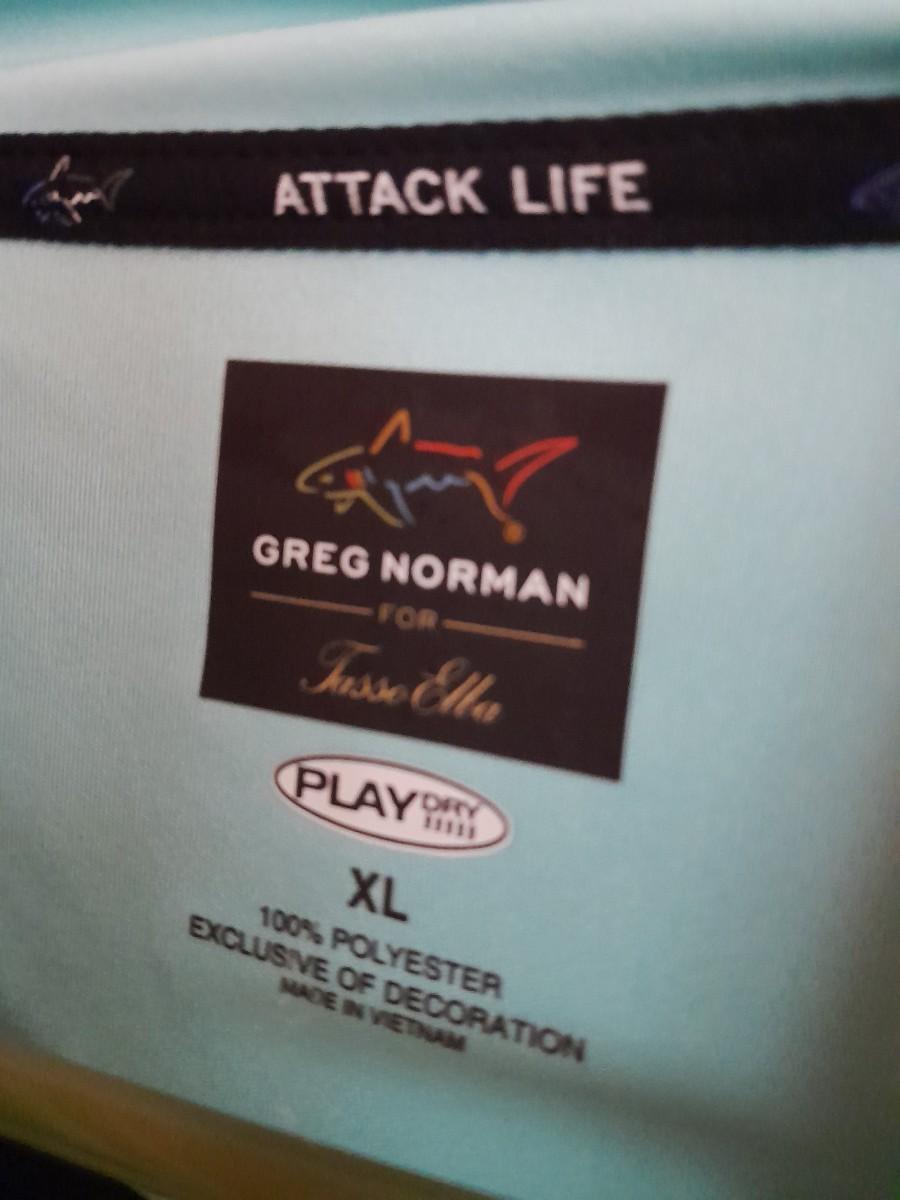 ATTACK LIFE
GREG NORMAN
FOR
Tasso Elba
PLAY DRY
XL
100% POLYESTER
EXCLUSIVE OF DECORATION
MADE IN VIETNAM